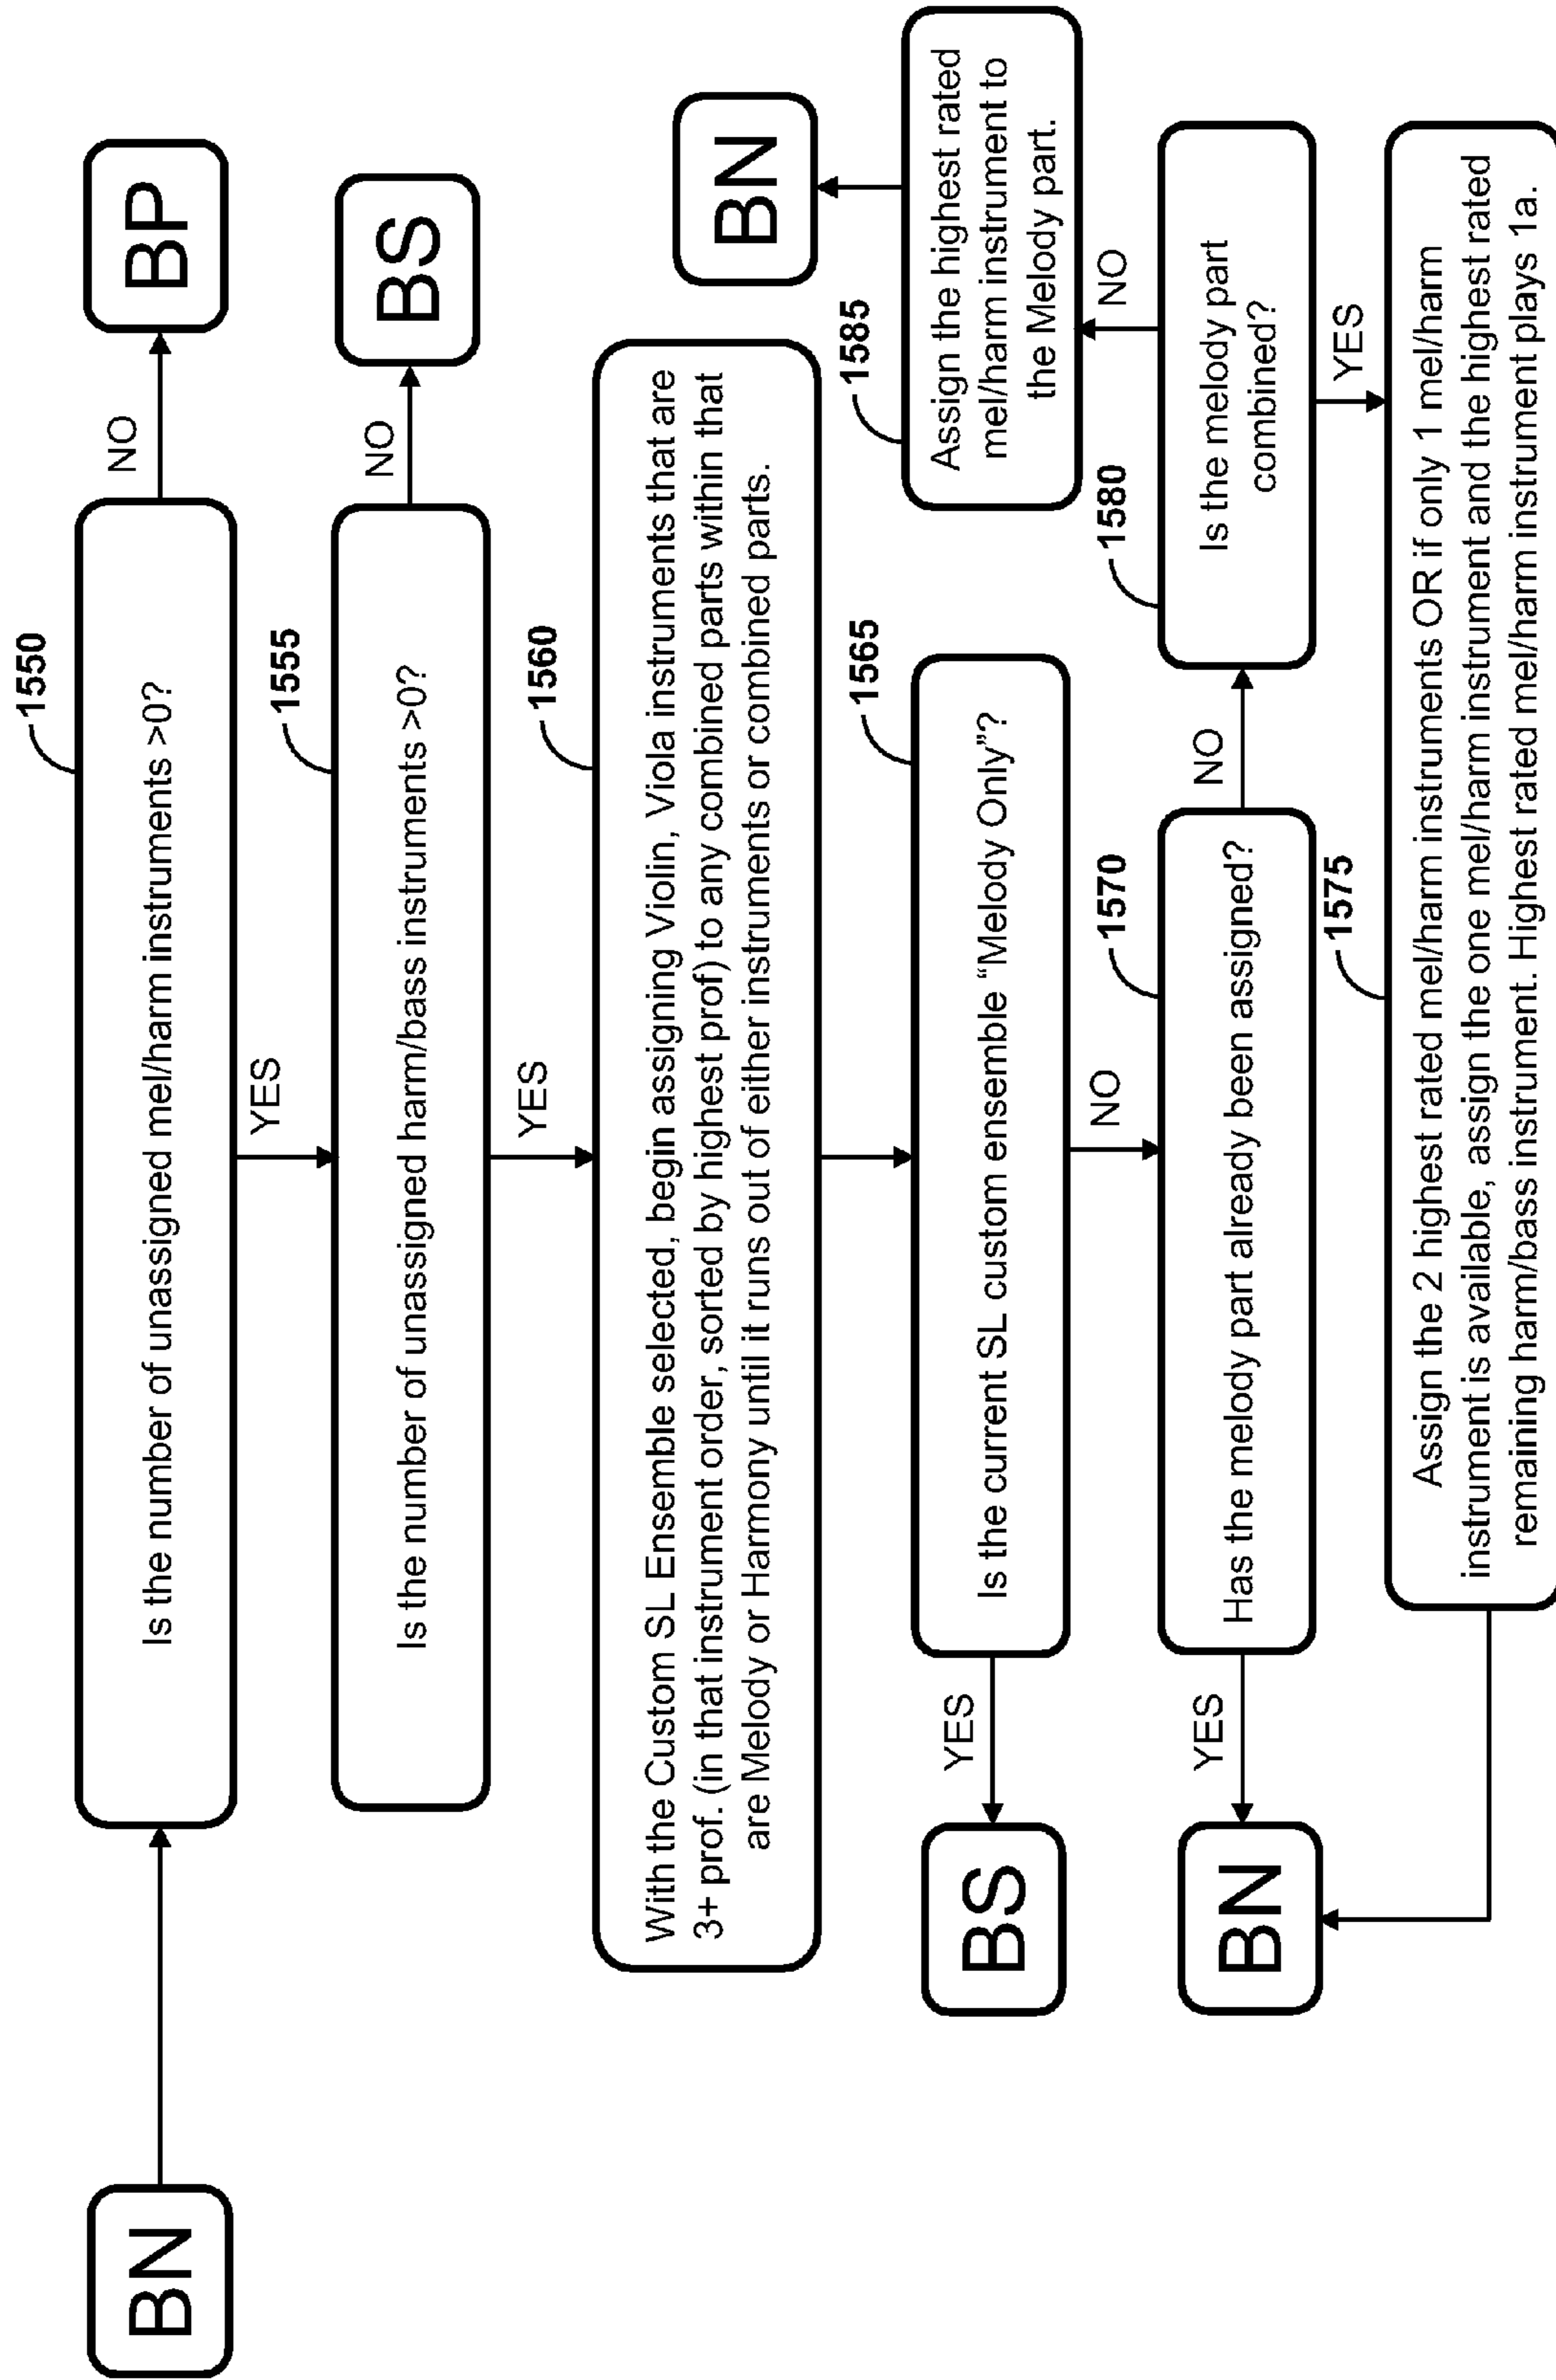 BN
1550
Is the number of unassigned mel/harm instruments >0?
NO
BP
YES
1555
Is the number of unassigned harm/bass instruments >0?
NO
BS
YES
1560
With the Custom SL Ensemble selected, begin assigning Violin, Viola instruments that are
3+ prof. (in that instrument order, sorted by highest prof) to any combined parts within that
are Melody or Harmony until it runs out of either instruments or combined parts.
1565
Is the current SL custom ensemble “Melody Only”?
YES
BS
NO
1570
Has the melody part already been assigned?
YES
BN
NO
1580
Is the melody part
combined?
NO
1585
Assign the highest rated
mel/harm instrument to
the Melody part.
BN
YES
1575
Assign the 2 highest rated mel/harm instruments OR if only 1 mel/harm
instrument is available, assign the one mel/harm instrument and the highest rated
remaining harm/bass instrument. Highest rated mel/harm instrument plays 1a.